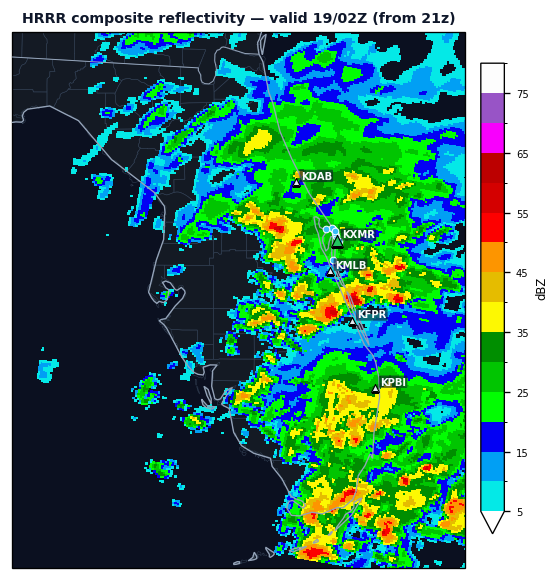 HRRR composite reflectivity — valid 19/02Z (from 21z)
KDAB
KXMR
KMLB
KFPR
KPBI
75
65
55
45
35
25
15
5
dBZ